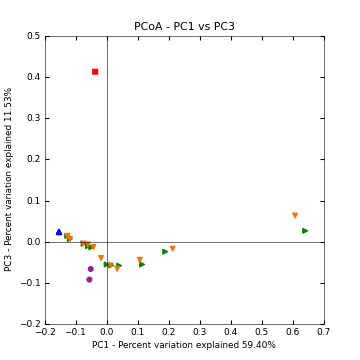 PCoA - PC1 vs PC3
PC3 - Percent variation explained 11.53%
0.5
0.4
0.3
0.2
0.1
0.0
−0.1
−0.2
−0.2 −0.1 0.0 0.1 0.2 0.3 0.4 0.5 0.6 0.7
PC1 - Percent variation explained 59.40%